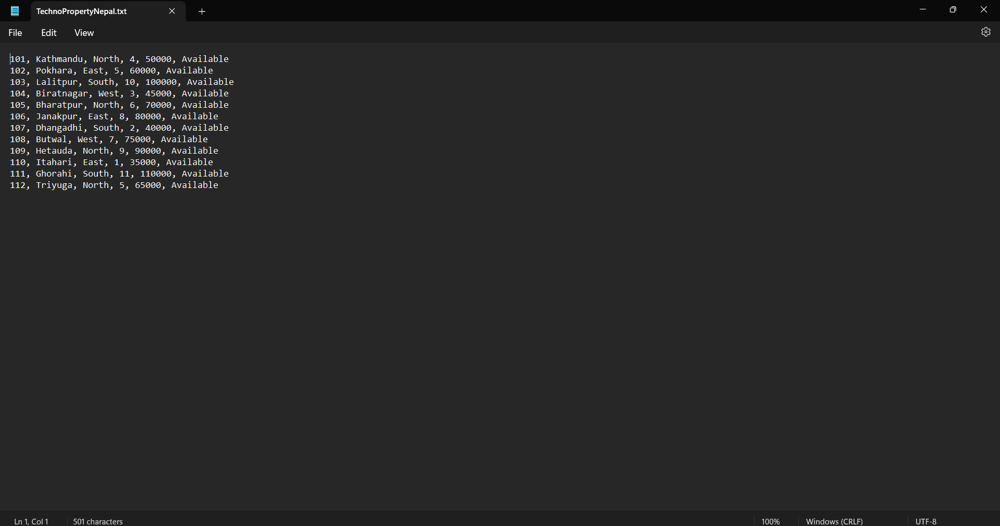 TechnoPropertyNepal.txt
File Edit View
101, Kathmandu, North, 4, 50000, Available
102, Pokhara, East, 5, 60000, Available
103, Lalitpur, South, 10, 100000, Available
104, Biratnagar, West, 3, 45000, Available
105, Bharatpur, North, 6, 70000, Available
106, Janakpur, East, 8, 80000, Available
107, Dhangadhi, South, 2, 40000, Available
108, Butwal, West, 7, 75000, Available
109, Hetauda, North, 9, 90000, Available
110, Itahari, East, 1, 35000, Available
111, Ghorahi, South, 11, 110000, Available
112, Triyuga, North, 5, 65000, Available
Ln 1, Col 1 501 characters 100% Windows (CRLF) UTF-8